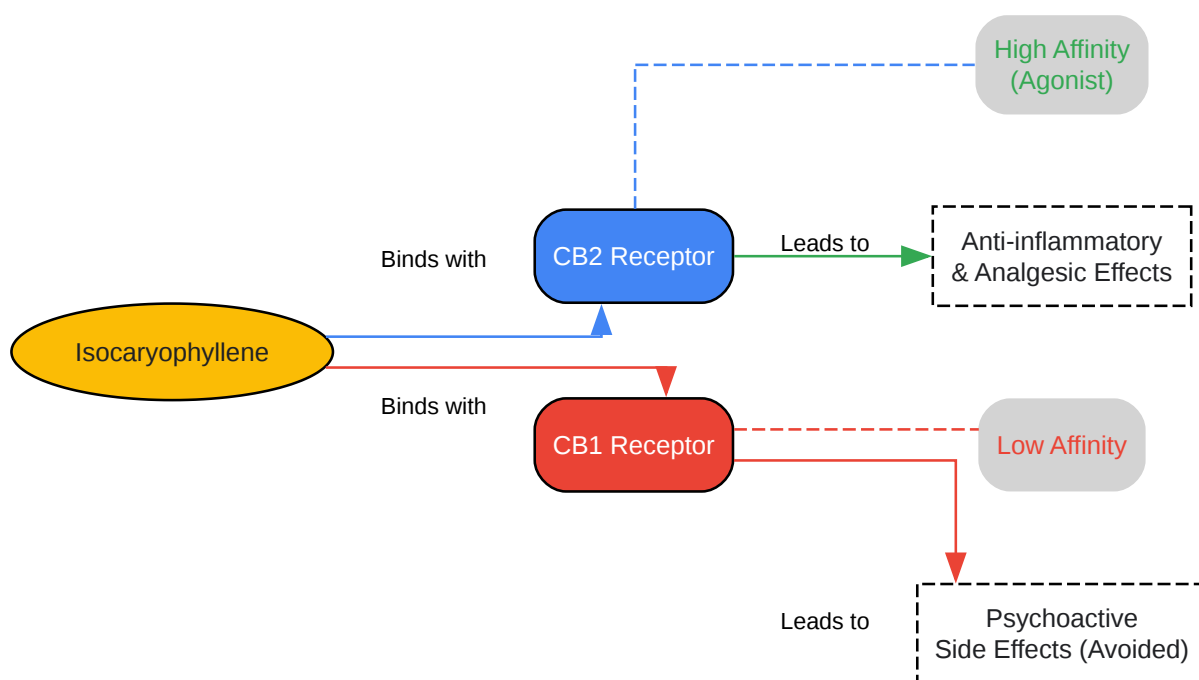 High Affinity
(Agonist)
Binds with
CB2 Receptor
Leads to
Anti-inflammatory
& Analgesic Effects
Isocaryophyllene
Binds with
CB1 Receptor
Low Affinity
Leads to
Psychoactive
Side Effects (Avoided)